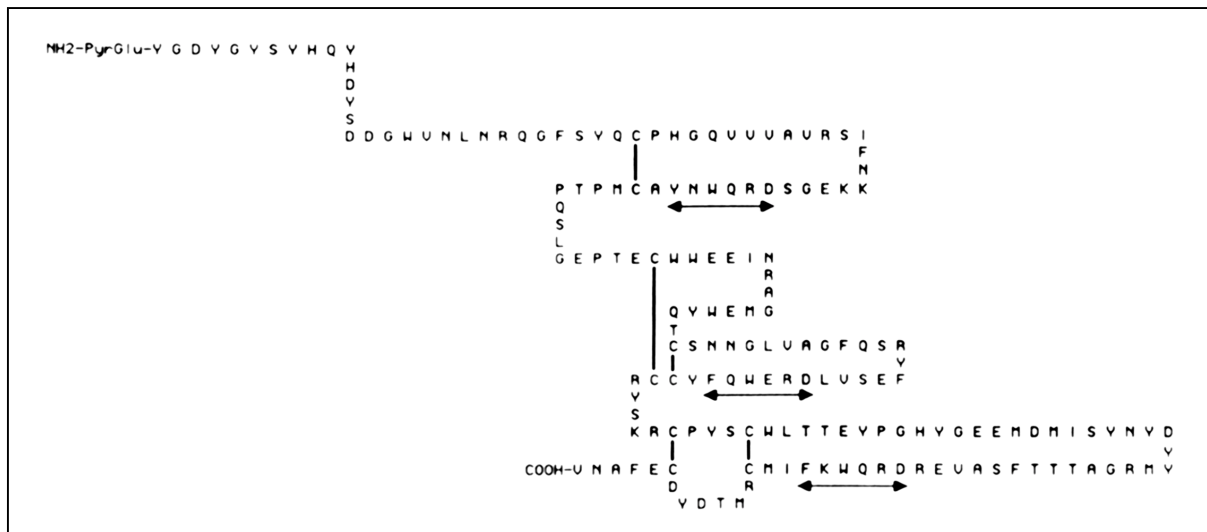 NH2-PyrGlu-Y G D Y G Y S Y H Q Y
H
D
Y
S
D D G W V N L N R Q G F S Y Q C P H G Q V V V A V R S I
F
N
P T P M C A Y N W Q R D S G E K K
Q
S
L
G E P T E C W W E E I N
R
A
Q Y W E M G
T
C S N N G L V A G F Q S R
Y
R C C Y F Q W E R D L V S E F
Y
S
K R C P Y S C W L T T E Y P G H Y G E E M D M I S Y N Y D
Y
COOH-V N A F E C C M I F K W Q R D R E V A S F T T T A G R M Y
D R
Y D T M